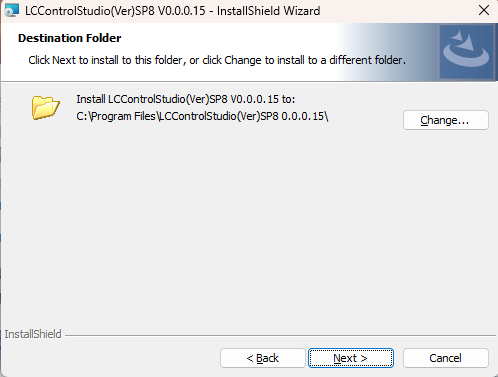 LCControlStudio(Ver)SP8 V0.0.0.15 - InstallShield Wizard
Destination Folder
Click Next to install to this folder, or click Change to install to a different folder.
Install LCControlStudio(Ver)SP8 V0.0.0.15 to:
C:\Program Files\LCControlStudio(Ver)SP8 0.0.0.15\
Change...
InstallShield
< Back
Next >
Cancel